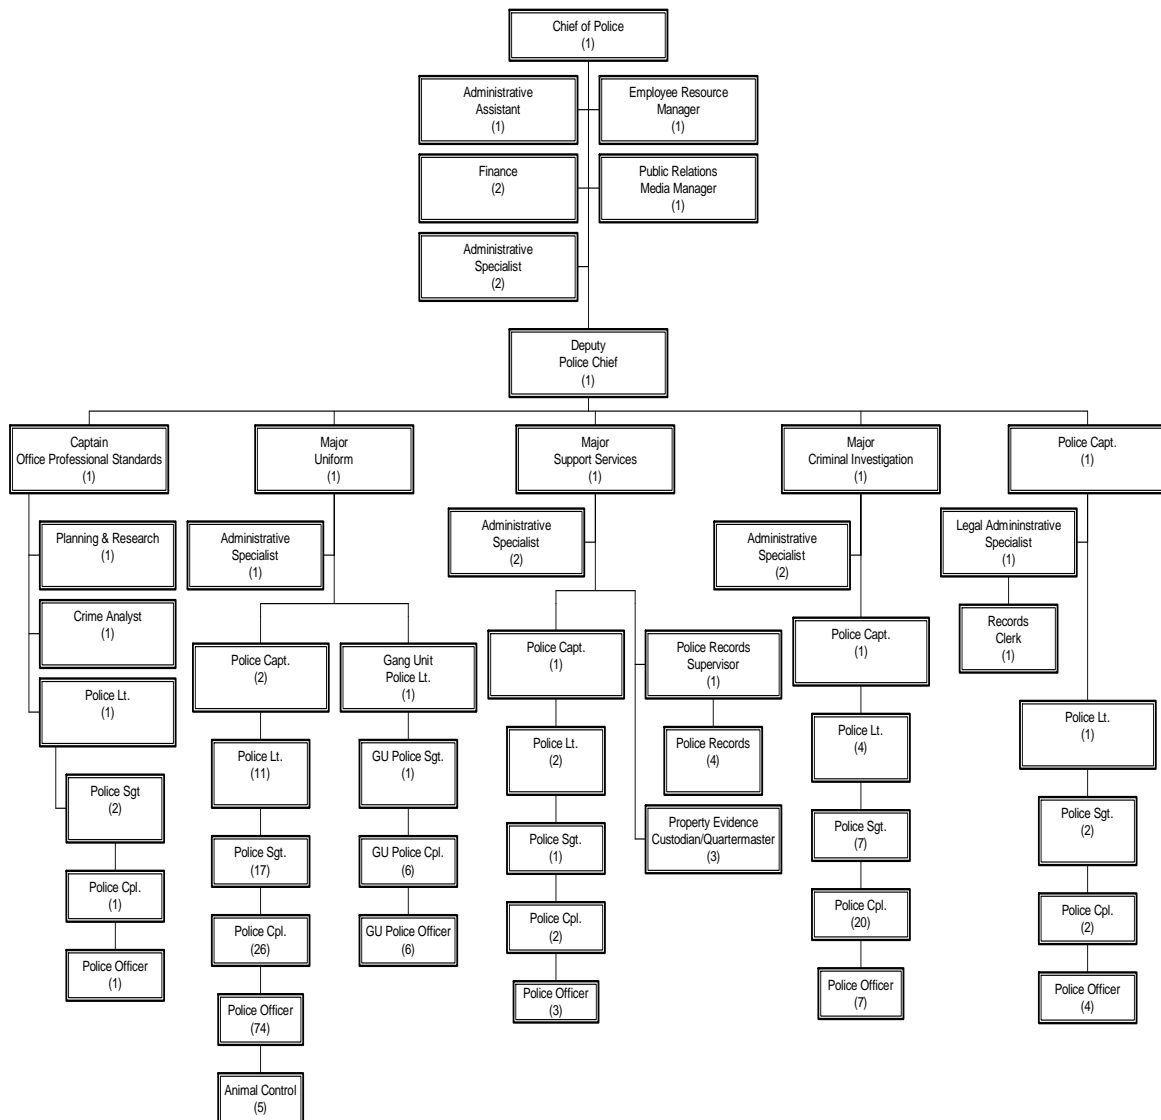 Chief of Police
(1)
Administrative
Assistant
(1)
Employee Resource
Manager
(1)
Finance
(2)
Public Relations
Media Manager
(1)
Administrative
Specialist
(2)
Deputy
Police Chief
(1)
Captain
Office Professional Standards
(1)
Major
Uniform
(1)
Major
Support Services
(1)
Major
Criminal Investigation
(1)
Police Capt.
(1)
Planning & Research
(1)
Crime Analyst
(1)
Police Lt.
(1)
Police Sgt
(2)
Police Cpl.
(1)
Police Officer
(1)
Administrative
Specialist
(1)
Police Capt.
(2)
Police Lt.
(11)
Police Sgt.
(17)
Police Cpl.
(26)
Police Officer
(74)
Animal Control
(5)
Gang Unit
Police Lt.
(1)
GU Police Sgt.
(1)
GU Police Cpl.
(6)
GU Police Officer
(6)
Administrative
Specialist
(2)
Police Capt.
(1)
Police Lt.
(2)
Police Sgt.
(1)
Police Cpl.
(2)
Police Officer
(3)
Police Records
Supervisor
(1)
Police Records
(4)
Property Evidence
Custodian/Quartermaster
(3)
Administrative
Specialist
(2)
Police Capt.
(1)
Police Lt.
(4)
Police Sgt.
(7)
Police Cpl.
(20)
Police Officer
(7)
Legal Admininstrative
Specialist
(1)
Records
Clerk
(1)
Police Lt.
(1)
Police Sgt.
(2)
Police Cpl.
(2)
Police Officer
(4)